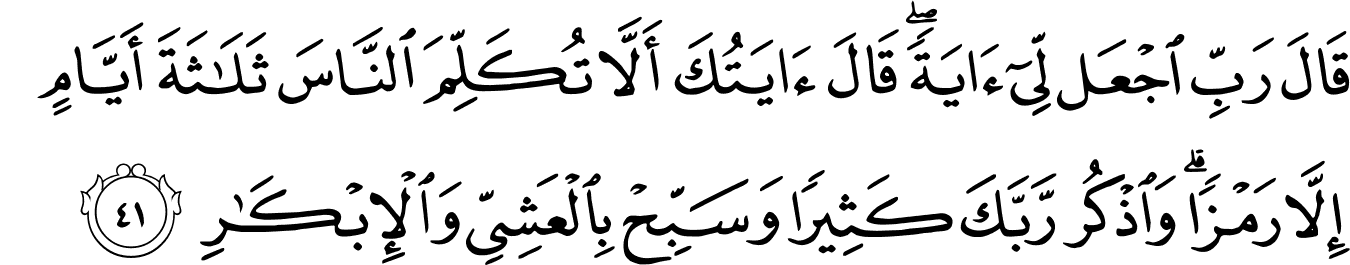 قَالَ رَبِّ ٱجْعَل لِّىٓ ءَايَةًۖ قَالَ ءَايَتُكَ أَلَّا تُكَلِّمَ ٱلنَّاسَ ثَلَٰثَةَ أَيَّامٍ
إِلَّا رَمْزًاۗ وَٱذْكُر رَّبَّكَ كَثِيرًا وَسَبِّحْ بِٱلْعَشِىِّ وَٱلْإِبْكَٰرِ ٤١